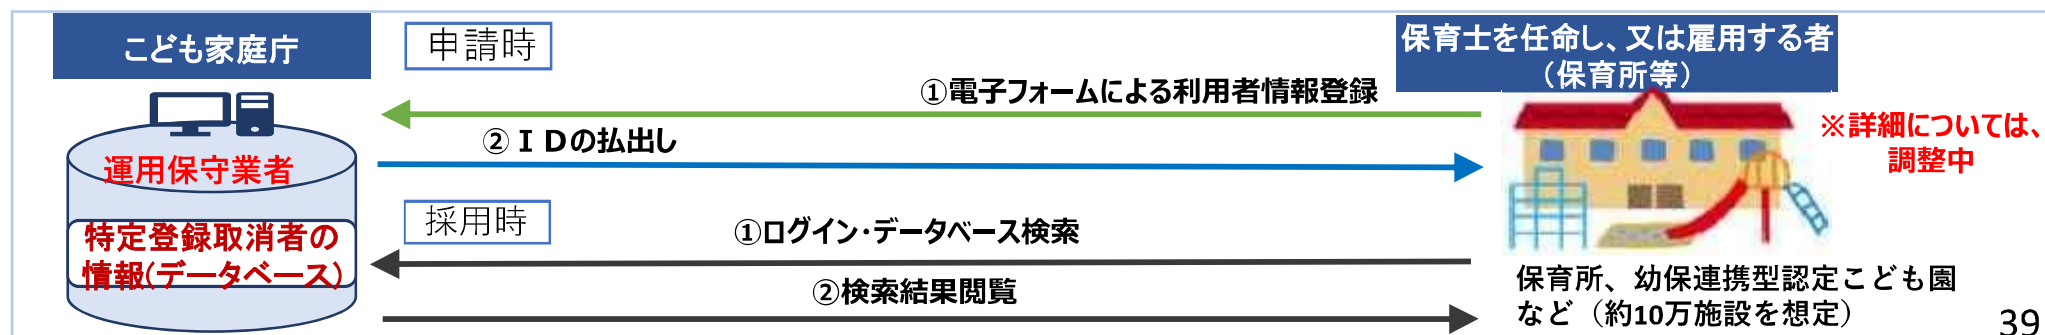 こども家庭庁
申請時
保育士を任命し、又は雇用する者
（保育所等）
①電子フォームによる利用者情報登録
②ＩＤの払出し
※詳細については、
調整中
運用保守業者
特定登録取消者の
情報(データベース)
採用時
①ログイン・データベース検索
②検索結果閲覧
保育所、幼保連携型認定こども園
など（約10万施設を想定）
39